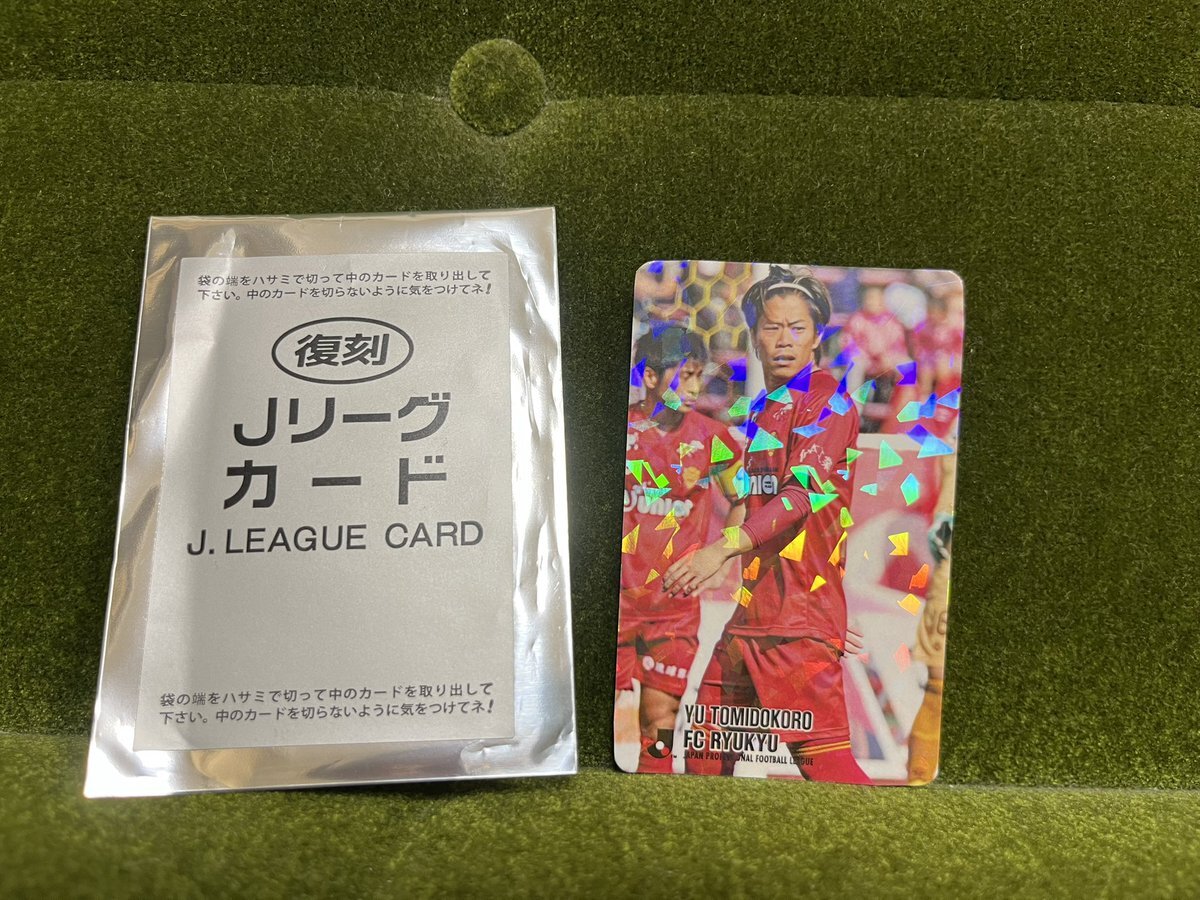 袋の端をハサミで切って中のカードを取り出して
下さい。中のカードを切らないように気をつけてネ!
復刻
Jリーグ
カード
J. LEAGUE CARD
袋の端をハサミで切って中のカードを取り出して
下さい。中のカードを切らないように気をつけてネ!
YU TOMIDOKORO
FC RYUKYU
JAPAN PROFESSIONAL FOOTBALL LEAGUE